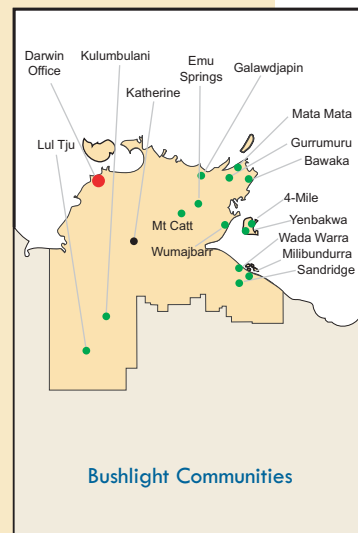 Darwin
Office
Kulumbulani
Emu
Springs
Galawdjapin
Katherine
Lul Tju
Mata Mata
Gurrumuru
Bawaka
4-Mile
Mt Catt
Yenbakwa
Wada Warra
Wumajbarr
Milibundurra
Sandridge
Bushlight Communities